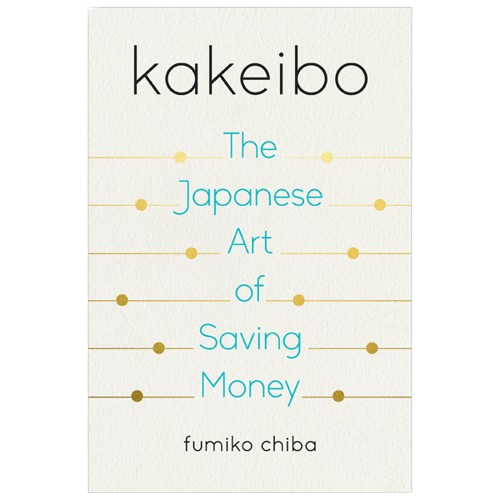 kakeibo
The
Japanese
Art
of
Saving
Money
fumiko chiba